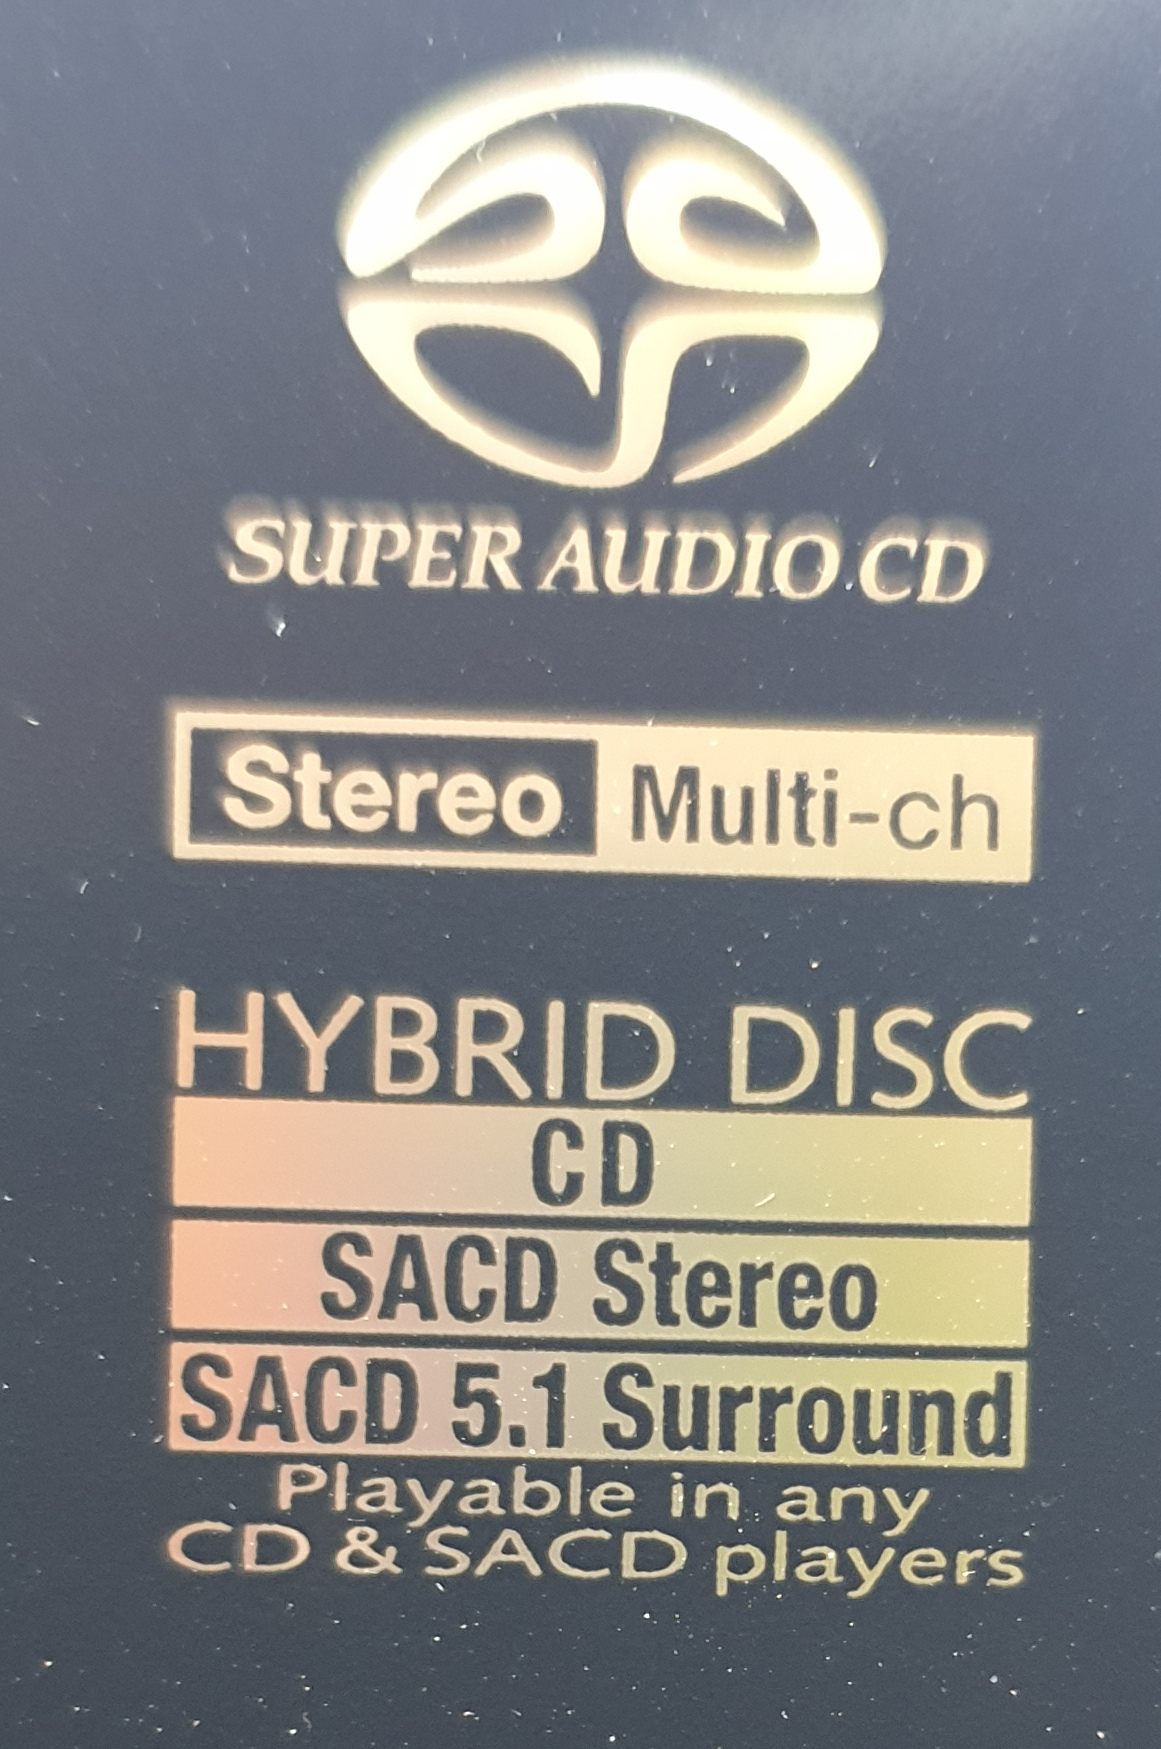 SUPER AUDIO CD
Stereo Multi-ch
HYBRID DISC
CD
SACD Stereo
SACD 5.1 Surround
Playable in any
CD & SACD players